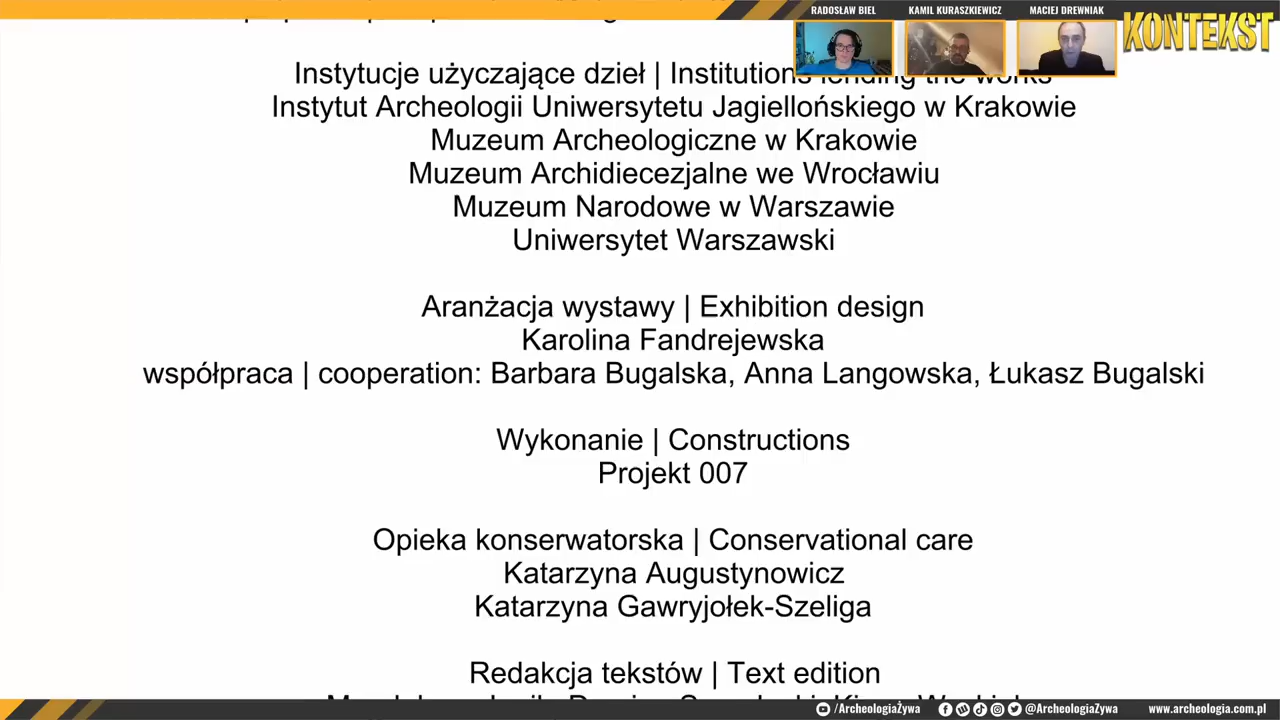 RADOSŁAW BIEL
KAMIL KURASZKIEWICZ
MACIEJ DREWNIAK
KONTEKST
Instytucje użyczające dzieł | Institutions lending the works
Instytut Archeologii Uniwersytetu Jagiellońskiego w Krakowie
Muzeum Archeologiczne w Krakowie
Muzeum Archidiecezjalne we Wrocławiu
Muzeum Narodowe w Warszawie
Uniwersytet Warszawski
Aranżacja wystawy | Exhibition design
Karolina Fandrejewska
współpraca | cooperation: Barbara Bugalska, Anna Langowska, Łukasz Bugalski
Wykonanie | Constructions
Projekt 007
Opieka konserwatorska | Conservational care
Katarzyna Augustynowicz
Katarzyna Gawryjołek-Szeliga
Redakcja tekstów | Text edition
/ArcheologiaŻywa
@ArcheologiaŻywa
www.archeologia.com.pl